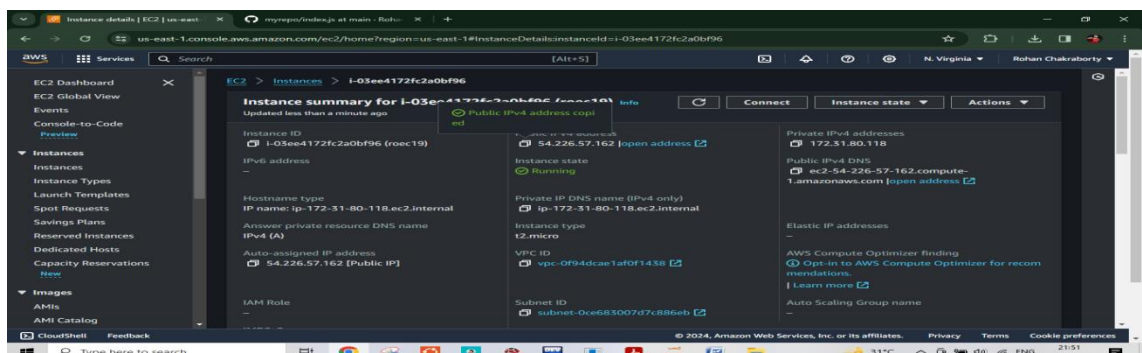 Instance details | EC2 | us-east-
myrepo/index.js at main · Roha
us-east-1.console.aws.amazon.com/ec2/home?region=us-east-1#InstanceDetails:instanceId=i-03ee4172fc2a0bf96
aws Services Search [Alt+S] N. Virginia Rohan Chakraborty
EC2 Dashboard
EC2 Global View
Events
Console-to-Code
Preview
Instances
Instances
Instance Types
Launch Templates
Spot Requests
Savings Plans
Reserved Instances
Dedicated Hosts
Capacity Reservations
New
Images
AMIs
AMI Catalog
EC2 > Instances > i-03ee4172fc2a0bf96
Instance summary for i-03ee4172fc2a0bf96 (roec19) Info Connect Instance state Actions
Updated less than a minute ago
Public IPv4 address copi
ed
Instance ID
i-03ee4172fc2a0bf96 (roec19)
54.226.57.162 |open address
Private IPv4 addresses
172.31.80.118
IPv6 address
–
Instance state
Running
Public IPv4 DNS
ec2-54-226-57-162.compute-
1.amazonaws.com |open address
Hostname type
IP name: ip-172-31-80-118.ec2.internal
Private IP DNS name (IPv4 only)
ip-172-31-80-118.ec2.internal
Answer private resource DNS name
IPv4 (A)
Instance type
t2.micro
Elastic IP addresses
–
Auto-assigned IP address
54.226.57.162 [Public IP]
VPC ID
vpc-0f94dcae1af0f1438
AWS Compute Optimizer finding
Opt-in to AWS Compute Optimizer for recom
mendations.
| Learn more
IAM Role
–
Subnet ID
subnet-0ce683007d7c886eb
Auto Scaling Group name
–
CloudShell Feedback © 2024, Amazon Web Services, Inc. or its affiliates. Privacy Terms Cookie preferences
Type here to search 31°C ENG 21:51